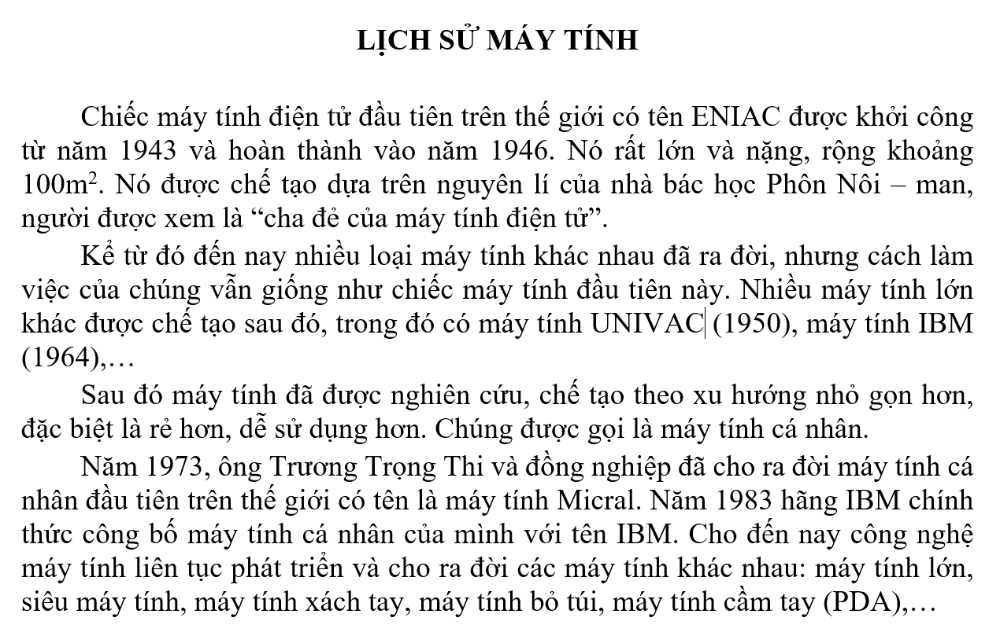 LỊCH SỬ MÁY TÍNH
Chiếc máy tính điện tử đầu tiên trên thế giới có tên ENIAC được khởi công
từ năm 1943 và hoàn thành vào năm 1946. Nó rất lớn và nặng, rộng khoảng
100m². Nó được chế tạo dựa trên nguyên lí của nhà bác học Phôn Nôi – man,
người được xem là “cha đẻ của máy tính điện tử”.
Kể từ đó đến nay nhiều loại máy tính khác nhau đã ra đời, nhưng cách làm
việc của chúng vẫn giống như chiếc máy tính đầu tiên này. Nhiều máy tính lớn
khác được chế tạo sau đó, trong đó có máy tính UNIVAC (1950), máy tính IBM
(1964),…
Sau đó máy tính đã được nghiên cứu, chế tạo theo xu hướng nhỏ gọn hơn,
đặc biệt là rẻ hơn, dễ sử dụng hơn. Chúng được gọi là máy tính cá nhân.
Năm 1973, ông Trương Trọng Thi và đồng nghiệp đã cho ra đời máy tính cá
nhân đầu tiên trên thế giới có tên là máy tính Micral. Năm 1983 hãng IBM chính
thức công bố máy tính cá nhân của mình với tên IBM. Cho đến nay công nghệ
máy tính liên tục phát triển và cho ra đời các máy tính khác nhau: máy tính lớn,
siêu máy tính, máy tính xách tay, máy tính bỏ túi, máy tính cầm tay (PDA),…